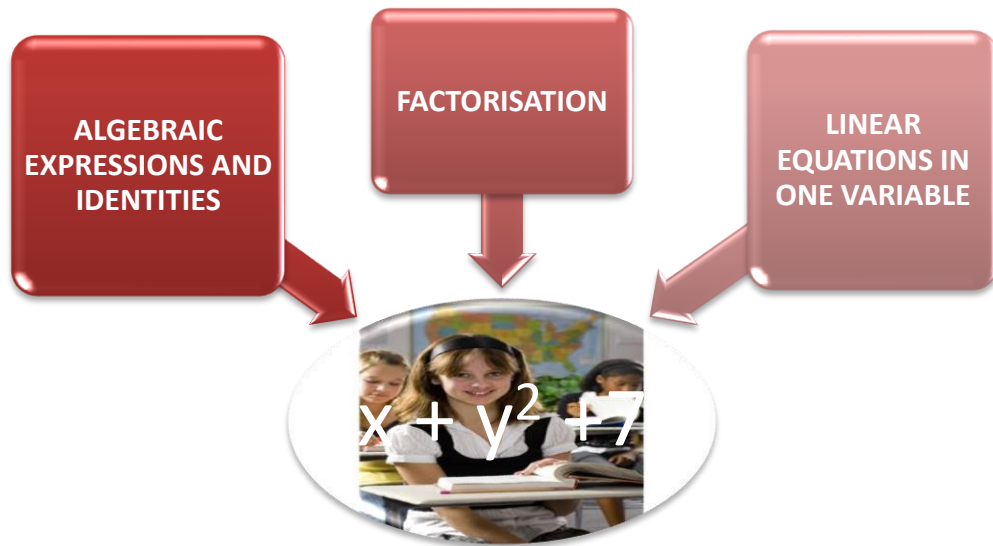 ALGEBRAIC
EXPRESSIONS AND
IDENTITIES
FACTORISATION
LINEAR
EQUATIONS IN
ONE VARIABLE
x + y² +7